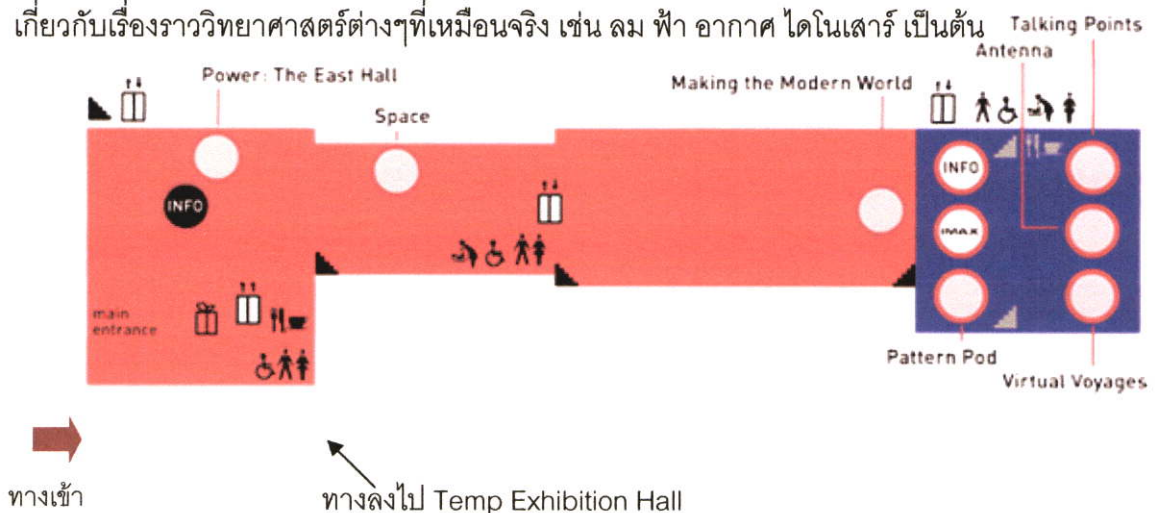 เกี่ยวกับเรื่องราววิทยาศาสตร์ต่างๆที่เหมือนจริง เช่น ลม ฟ้า อากาศ ไดโนเสาร์ เป็นต้น
Talking Points
Antenna
Power: The East Hall
Making the Modern World
Space
INFO
INFO
IMAX
main
entrance
Pattern Pod
Virtual Voyages
ทางเข้า
ทางลงไป Temp Exhibition Hall